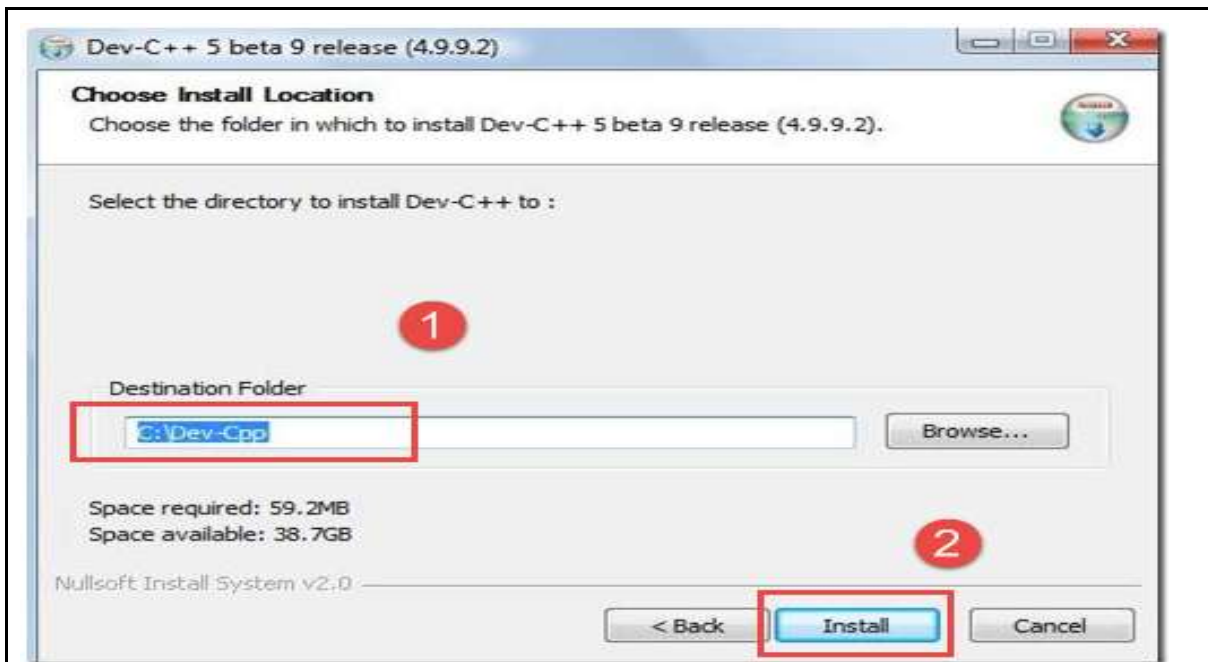 Dev-C++ 5 beta 9 release (4.9.9.2)
Choose Install Location
Choose the folder in which to install Dev-C++ 5 beta 9 release (4.9.9.2).
Select the directory to install Dev-C++ to :
1
Destination Folder
C:\Dev-Cpp
Browse...
Space required: 59.2MB
Space available: 38.7GB
2
Nullsoft Install System v2.0
< Back
Install
Cancel